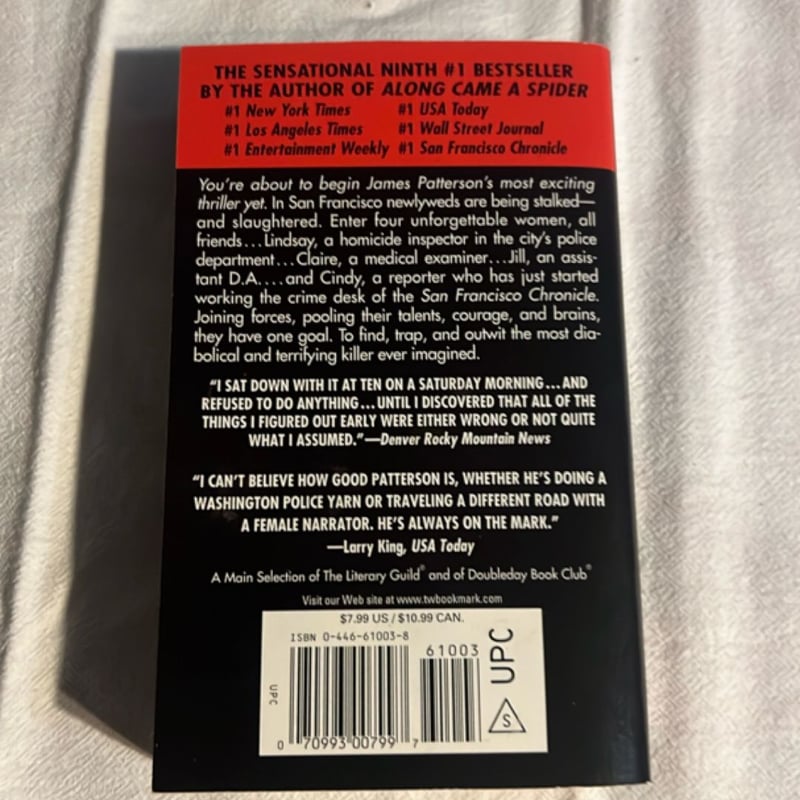 THE SENSATIONAL NINTH #1 BESTSELLER
BY THE AUTHOR OF ALONG CAME A SPIDER
#1 New York Times #1 USA Today
#1 Los Angeles Times #1 Wall Street Journal
#1 Entertainment Weekly #1 San Francisco Chronicle
You're about to begin James Patterson's most exciting
thriller yet. In San Francisco newlyweds are being stalked—
and slaughtered. Enter four unforgettable women, all
friends...Lindsay, a homicide inspector in the city's police
department...Claire, a medical examiner...Jill, an assis-
tant D.A....and Cindy, a reporter who has just started
working the crime desk of the San Francisco Chronicle.
Joining forces, pooling their talents, courage, and brains,
they have one goal. To find, trap, and outwit the most dia-
bolical and terrifying killer ever imagined.
"I SAT DOWN WITH IT AT TEN ON A SATURDAY MORNING...AND
REFUSED TO DO ANYTHING...UNTIL I DISCOVERED THAT ALL OF THE
THINGS I FIGURED OUT EARLY WERE EITHER WRONG OR NOT QUITE
WHAT I ASSUMED."—Denver Rocky Mountain News
"I CAN'T BELIEVE HOW GOOD PATTERSON IS, WHETHER HE'S DOING A
WASHINGTON POLICE YARN OR TRAVELING A DIFFERENT ROAD WITH
A FEMALE NARRATOR. HE'S ALWAYS ON THE MARK."
—Larry King, USA Today
A Main Selection of The Literary Guild® and of Doubleday Book Club®
Visit our Web site at www.twbookmark.com
$7.99 US / $10.99 CAN.
ISBN 0-446-61003-8
61003
UPC
UPC
S
0 70993 00799 7